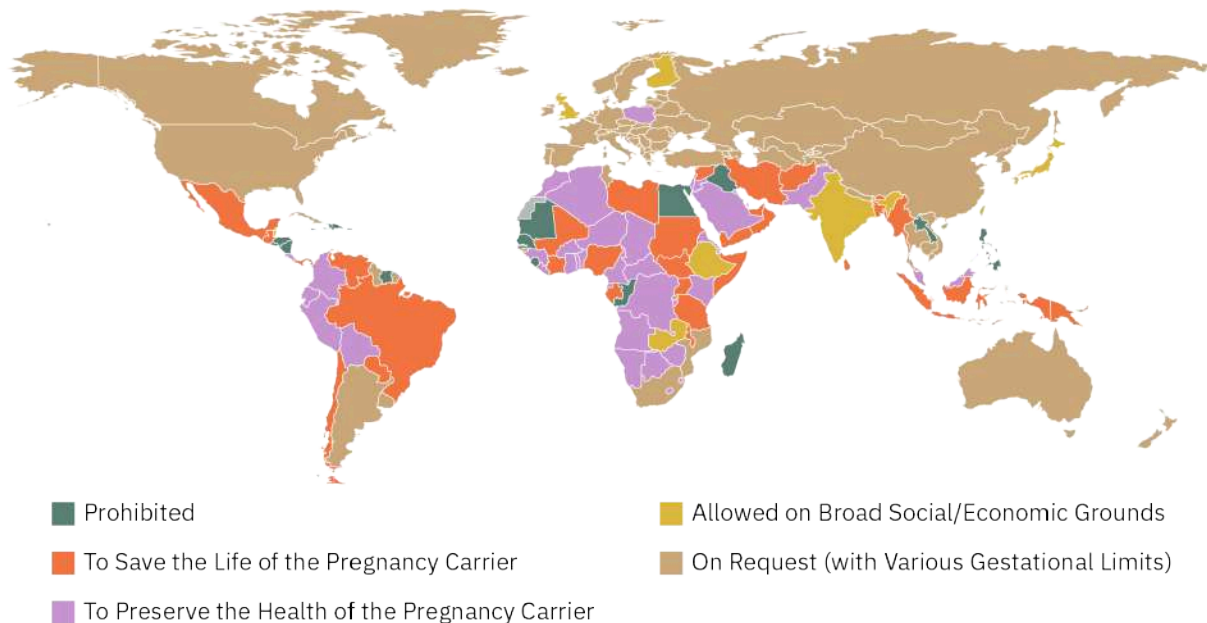 Prohibited
To Save the Life of the Pregnancy Carrier
To Preserve the Health of the Pregnancy Carrier
Allowed on Broad Social/Economic Grounds
On Request (with Various Gestational Limits)